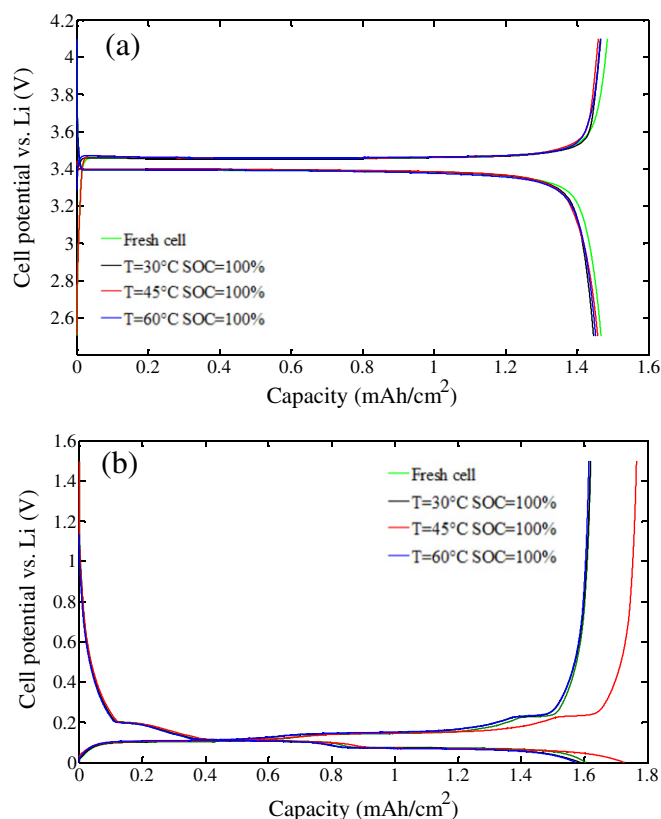 (a)
Cell potential vs. Li (V)
4.2
4
3.8
3.6
3.4
3.2
3
2.8
2.6
Fresh cell
T=30°C SOC=100%
T=45°C SOC=100%
T=60°C SOC=100%
0 0.2 0.4 0.6 0.8 1 1.2 1.4 1.6
Capacity (mAh/cm²)
(b)
Cell potential vs. Li (V)
1.6
1.4
1.2
1
0.8
0.6
0.4
0.2
0
Fresh cell
T=30°C SOC=100%
T=45°C SOC=100%
T=60°C SOC=100%
0 0.2 0.4 0.6 0.8 1 1.2 1.4 1.6 1.8
Capacity (mAh/cm²)